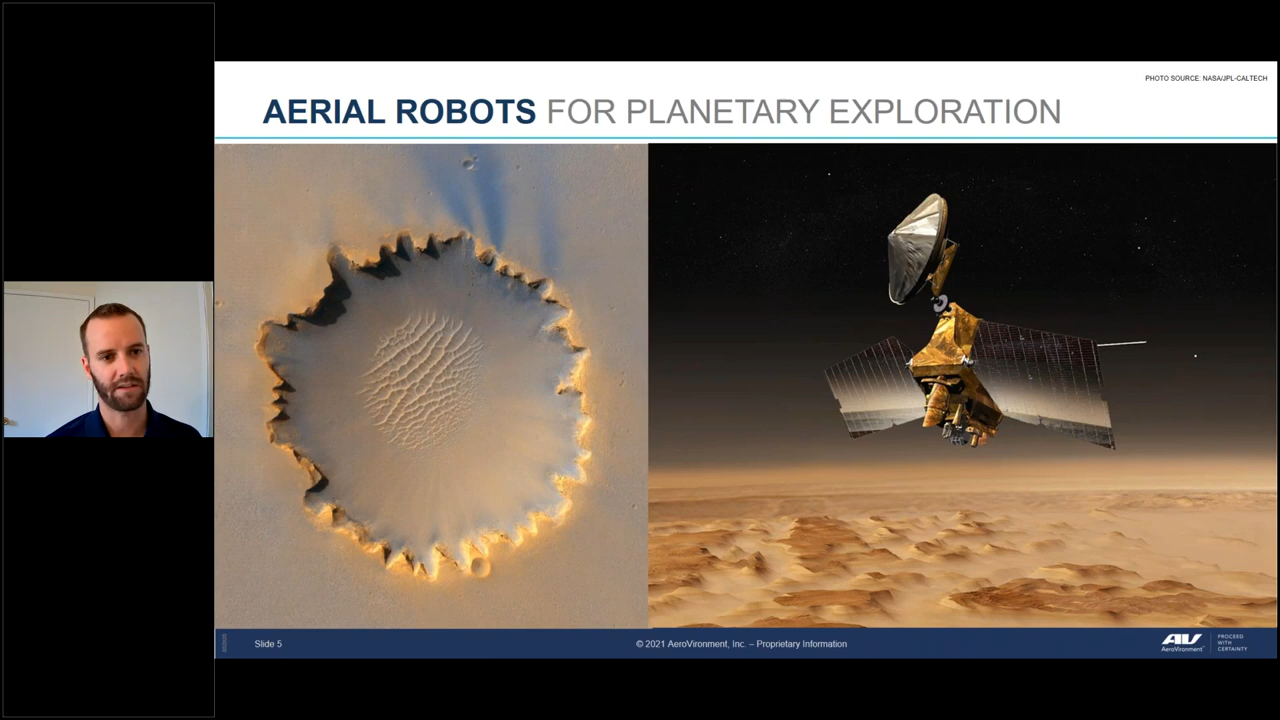 PHOTO SOURCE: NASA/JPL-CALTECH
AERIAL ROBOTS FOR PLANETARY EXPLORATION
Slide 5
© 2021 AeroVironment, Inc. – Proprietary Information
AV
AeroVironment™
PROCEED
WITH
CERTAINTY